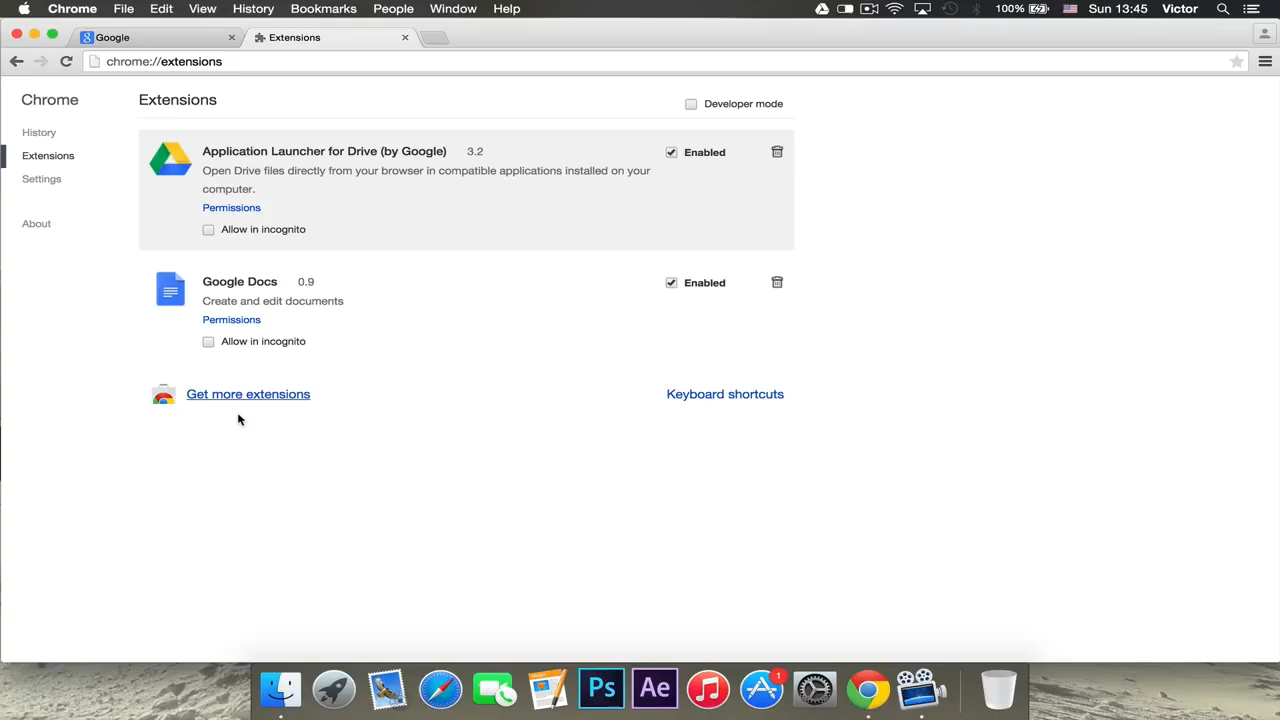 Chrome File Edit View History Bookmarks People Window Help 100% Sun 13:45 Victor
Google
Extensions
chrome://extensions
Chrome
History
Extensions
Settings
About
Extensions
Developer mode
Application Launcher for Drive (by Google) 3.2
Enabled
Open Drive files directly from your browser in compatible applications installed on your
computer.
Permissions
Allow in incognito
Google Docs 0.9
Enabled
Create and edit documents
Permissions
Allow in incognito
Get more extensions
Keyboard shortcuts
Ps
Ae
1